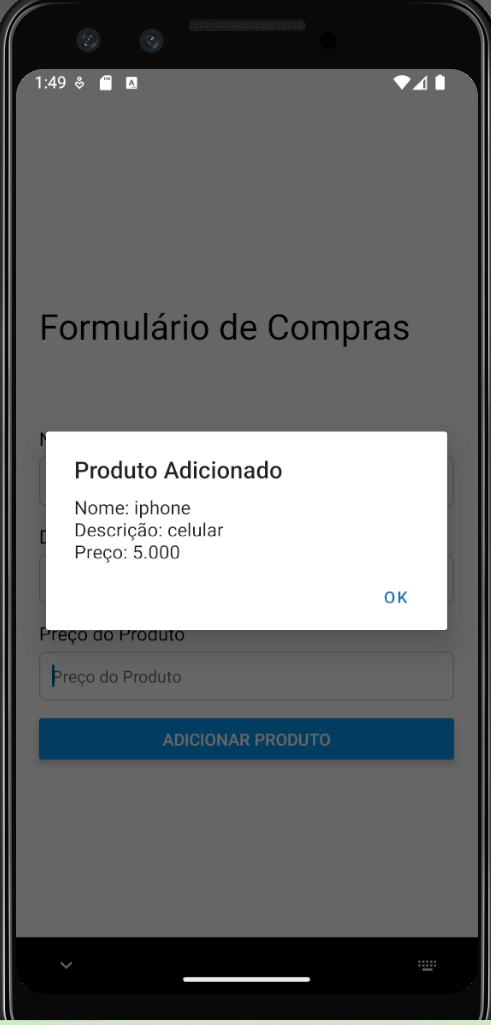 1:49
Formulário de Compras
N
Produto Adicionado
Nome: iphone
Descrição: celular
Preço: 5.000
D
OK
Preço do Produto
Preço do Produto
ADICIONAR PRODUTO